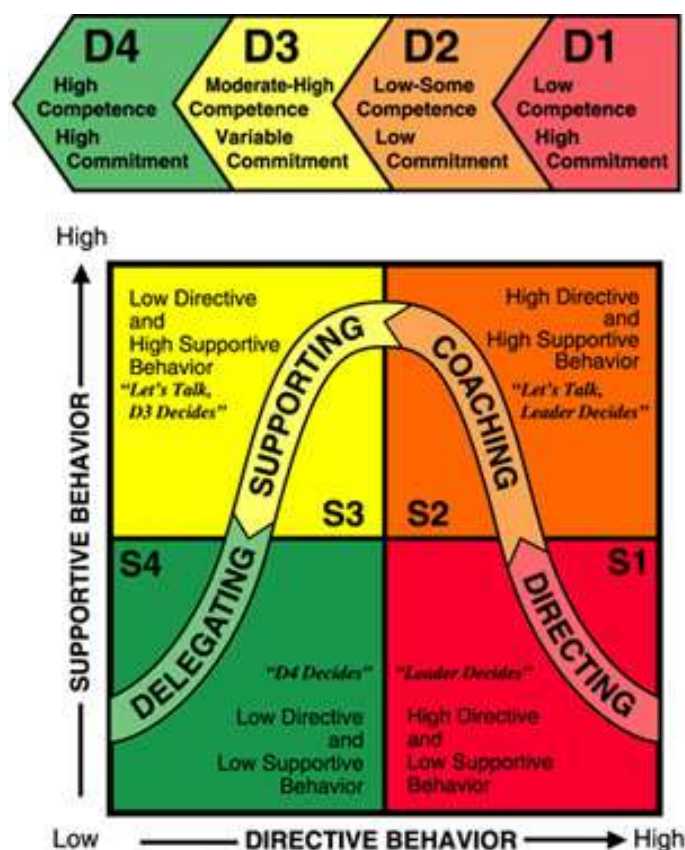 D4
High
Competence
High
Commitment
D3
Moderate-High
Competence
Variable
Commitment
D2
Low-Some
Competence
Low
Commitment
D1
Low
Competence
High
Commitment
High
SUPPORTIVE BEHAVIOR
Low Directive
and
High Supportive
Behavior
“Let's Talk,
D3 Decides”
SUPPORTING
S3
High Directive
and
High Supportive
Behavior
“Let's Talk,
Leader Decides”
COACHING
S2
S4
DELEGATING
“D4 Decides”
Low Directive
and
Low Supportive
Behavior
S1
DIRECTING
“Leader Decides”
High Directive
and
Low Supportive
Behavior
Low
DIRECTIVE BEHAVIOR
High